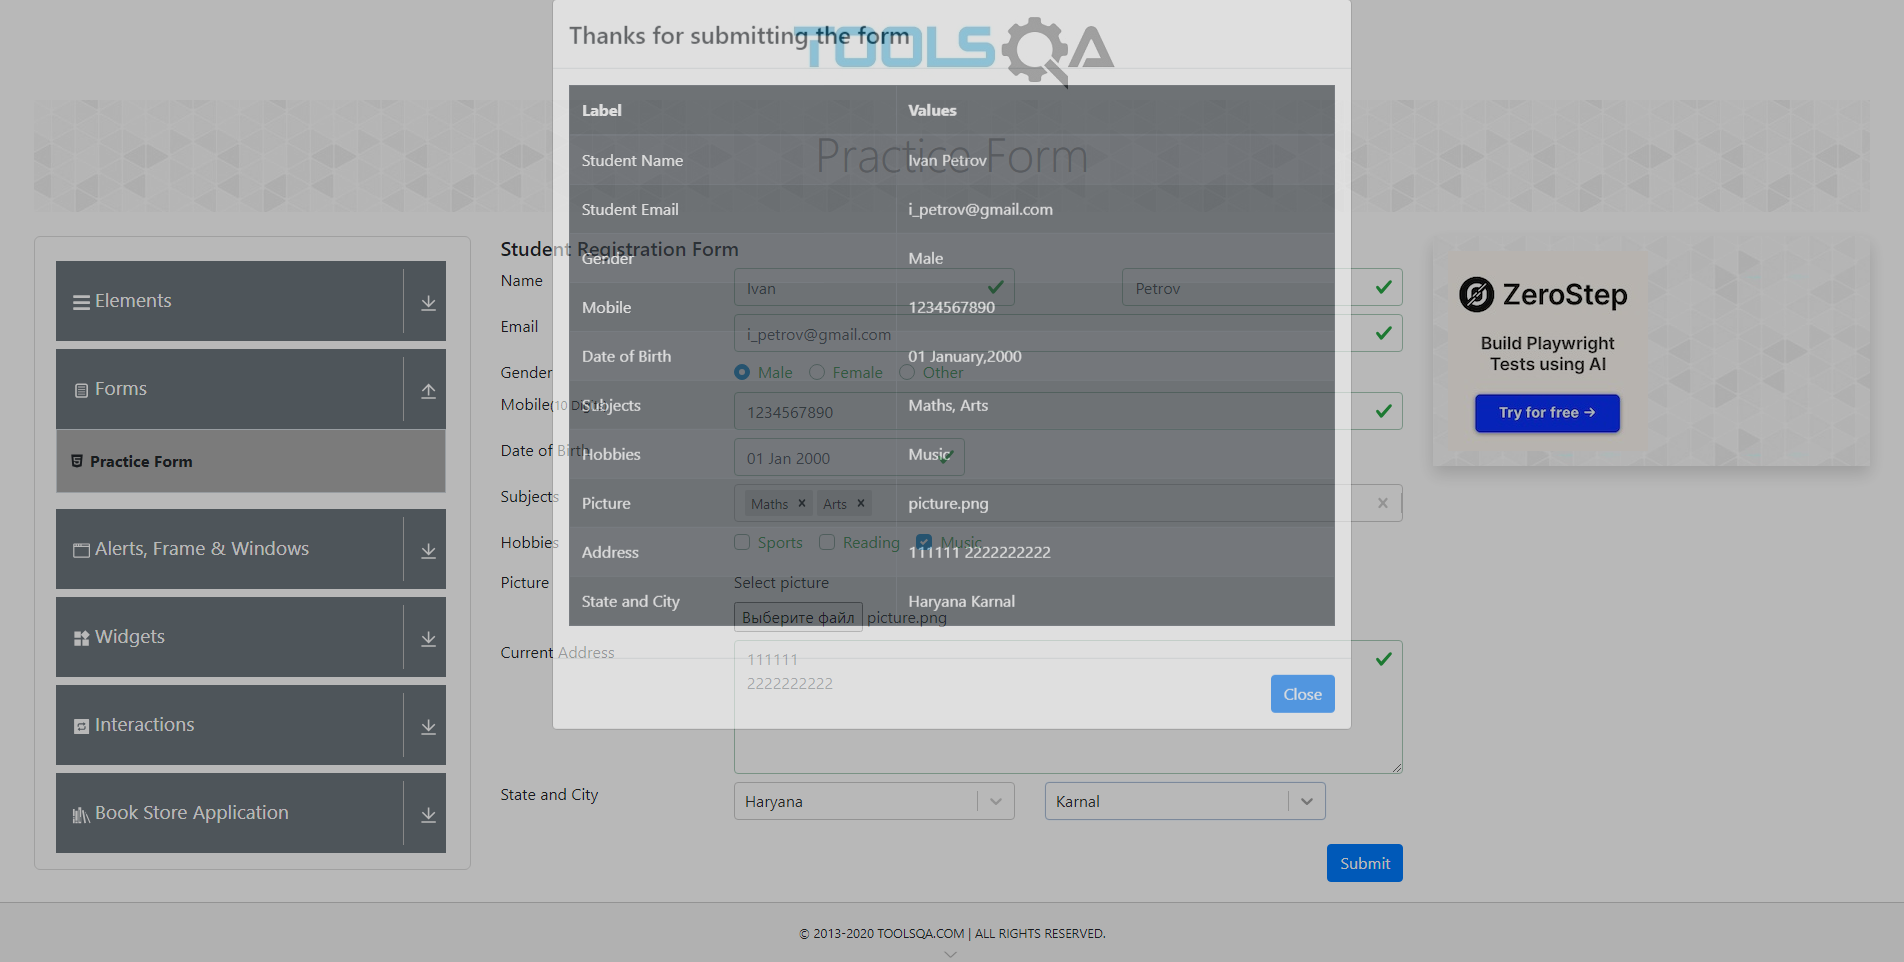 TOOLSQA
Thanks for submitting the form
Label Values
Practice Form
Student Name Ivan Petrov
Student Email i_petrov@gmail.com
Gender Male
Mobile 1234567890
Date of Birth 01 January,2000
Subjects Maths, Arts
Hobbies Music
Picture picture.png
Address 111111 2222222222
State and City Haryana Karnal
Close
Elements
Forms
Practice Form
Alerts, Frame & Windows
Widgets
Interactions
Book Store Application
Student Registration Form
Name Ivan Petrov
Email i_petrov@gmail.com
Gender Male Female Other
Mobile(10 Digits) 1234567890
Date of Birth 01 Jan 2000
Subjects Maths × Arts ×
Hobbies Sports Reading Music
Picture Select picture
Выберите файл picture.png
Current Address 111111
2222222222
State and City Haryana Karnal
Submit
ZeroStep
Build Playwright
Tests using AI
Try for free →
© 2013-2020 TOOLSQA.COM | ALL RIGHTS RESERVED.